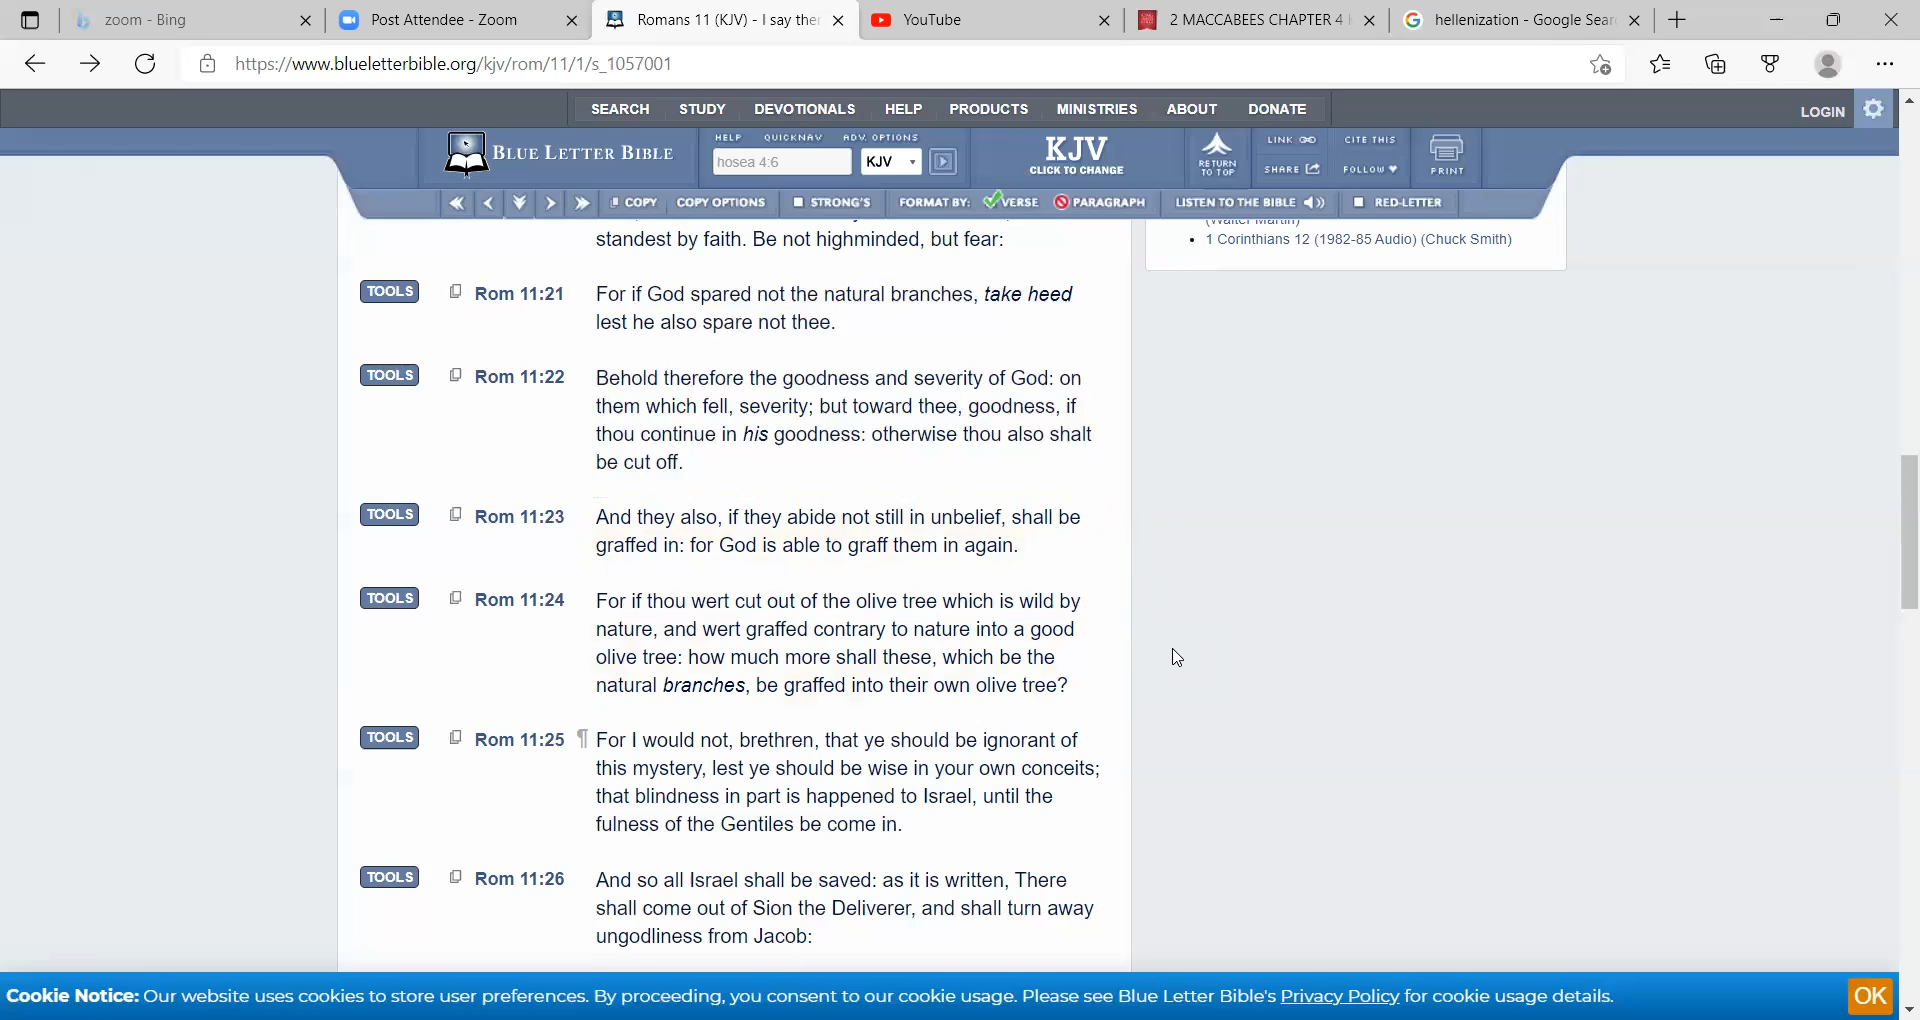 zoom - Bing
Post Attendee - Zoom
Romans 11 (KJV) - I say ther
YouTube
2 MACCABEES CHAPTER 4
hellenization - Google Sear
https://www.blueletterbible.org/kjv/rom/11/1/s_1057001
SEARCH STUDY DEVOTIONALS HELP PRODUCTS MINISTRIES ABOUT DONATE
LOGIN
BLUE LETTER BIBLE
HELP QUICKNAV ADV. OPTIONS
hosea 4:6 KJV
KJV
CLICK TO CHANGE
RETURN
TO TOP
LINK CITE THIS
SHARE FOLLOW
PRINT
COPY COPY OPTIONS STRONG'S FORMAT BY: VERSE PARAGRAPH LISTEN TO THE BIBLE RED-LETTER
(Walter Martin)
1 Corinthians 12 (1982-85 Audio) (Chuck Smith)
standest by faith. Be not highminded, but fear:
TOOLS Rom 11:21 For if God spared not the natural branches, take heed
lest he also spare not thee.
TOOLS Rom 11:22 Behold therefore the goodness and severity of God: on
them which fell, severity; but toward thee, goodness, if
thou continue in his goodness: otherwise thou also shalt
be cut off.
TOOLS Rom 11:23 And they also, if they abide not still in unbelief, shall be
graffed in: for God is able to graff them in again.
TOOLS Rom 11:24 For if thou wert cut out of the olive tree which is wild by
nature, and wert graffed contrary to nature into a good
olive tree: how much more shall these, which be the
natural branches, be graffed into their own olive tree?
TOOLS Rom 11:25 ¶ For I would not, brethren, that ye should be ignorant of
this mystery, lest ye should be wise in your own conceits;
that blindness in part is happened to Israel, until the
fulness of the Gentiles be come in.
TOOLS Rom 11:26 And so all Israel shall be saved: as it is written, There
shall come out of Sion the Deliverer, and shall turn away
ungodliness from Jacob:
Cookie Notice: Our website uses cookies to store user preferences. By proceeding, you consent to our cookie usage. Please see Blue Letter Bible's Privacy Policy for cookie usage details.
OK